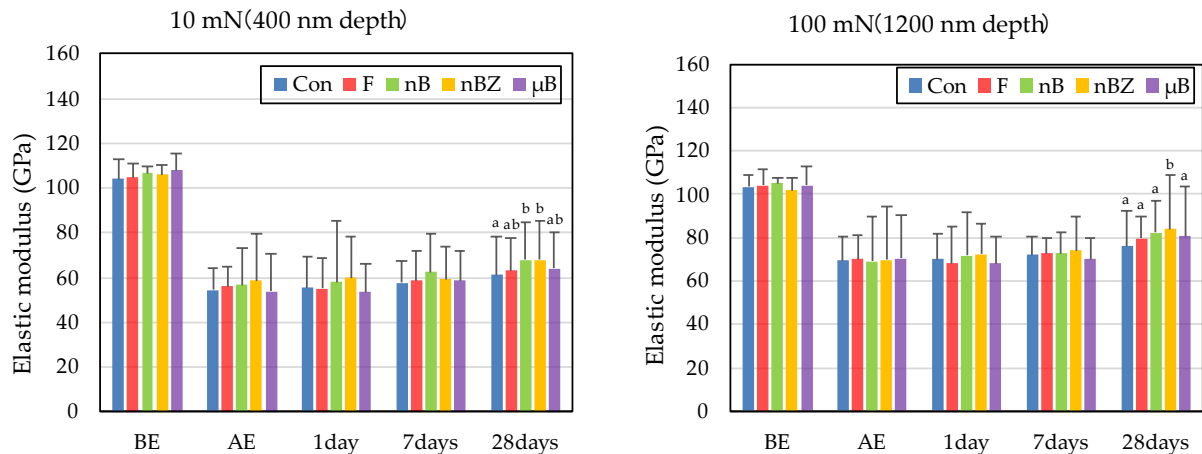 10 mN(400 nm depth)
160
140
120
100
80
60
40
20
0
Elastic modulus (GPa)
Con F nB nBZ μB
a ab b b ab
BE AE 1day 7days 28days
100 mN(1200 nm depth)
160
140
120
100
80
60
40
20
0
Elastic modulus (GPa)
Con F nB nBZ μB
a a a b a
BE AE 1day 7days 28days